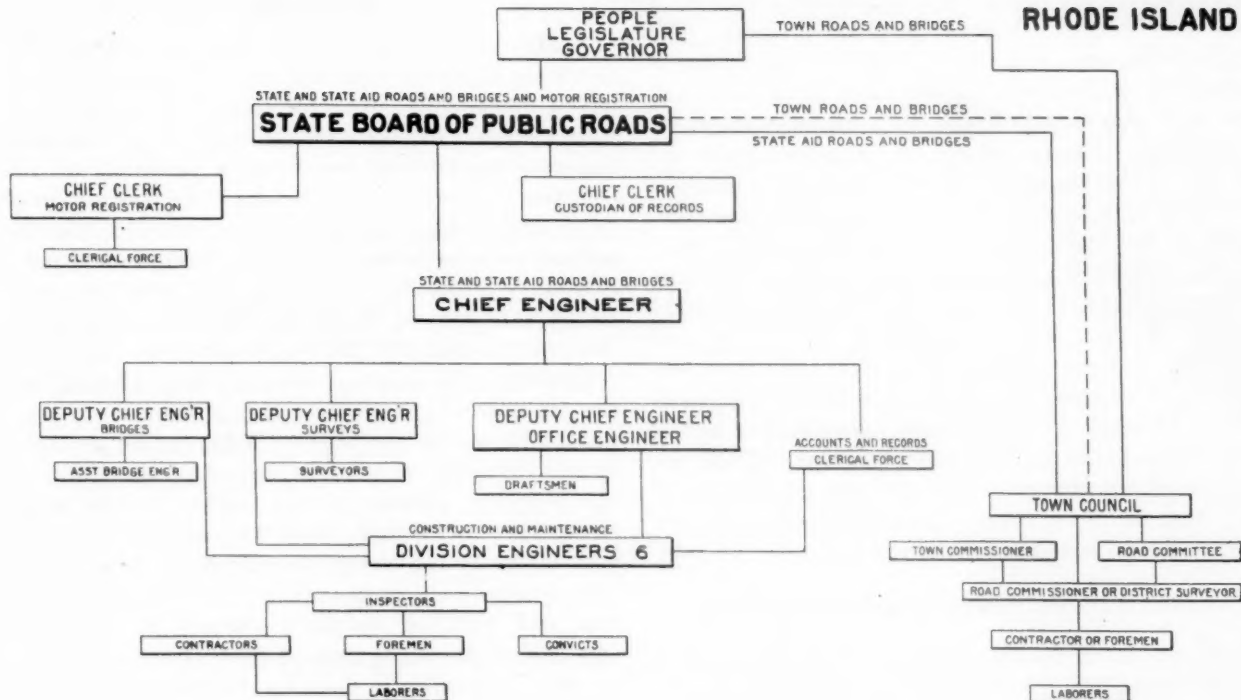 RHODE ISLAND
PEOPLE
LEGISLATURE
GOVERNOR
TOWN ROADS AND BRIDGES
STATE AND STATE AID ROADS AND BRIDGES AND MOTOR REGISTRATION
STATE BOARD OF PUBLIC ROADS
TOWN ROADS AND BRIDGES
STATE AID ROADS AND BRIDGES
CHIEF CLERK
MOTOR REGISTRATION
CLERICAL FORCE
CHIEF CLERK
CUSTODIAN OF RECORDS
STATE AND STATE AID ROADS AND BRIDGES
CHIEF ENGINEER
DEPUTY CHIEF ENG'R
BRIDGES
ASST BRIDGE ENG'R
DEPUTY CHIEF ENG'R
SURVEYS
SURVEYORS
DEPUTY CHIEF ENGINEER
OFFICE ENGINEER
DRAFTSMEN
ACCOUNTS AND RECORDS
CLERICAL FORCE
CONSTRUCTION AND MAINTENANCE
DIVISION ENGINEERS 6
INSPECTORS
CONTRACTORS
FOREMEN
CONVICTS
LABORERS
TOWN COUNCIL
TOWN COMMISSIONER
ROAD COMMITTEE
ROAD COMMISSIONER OR DISTRICT SURVEYOR
CONTRACTOR OR FOREMEN
LABORERS